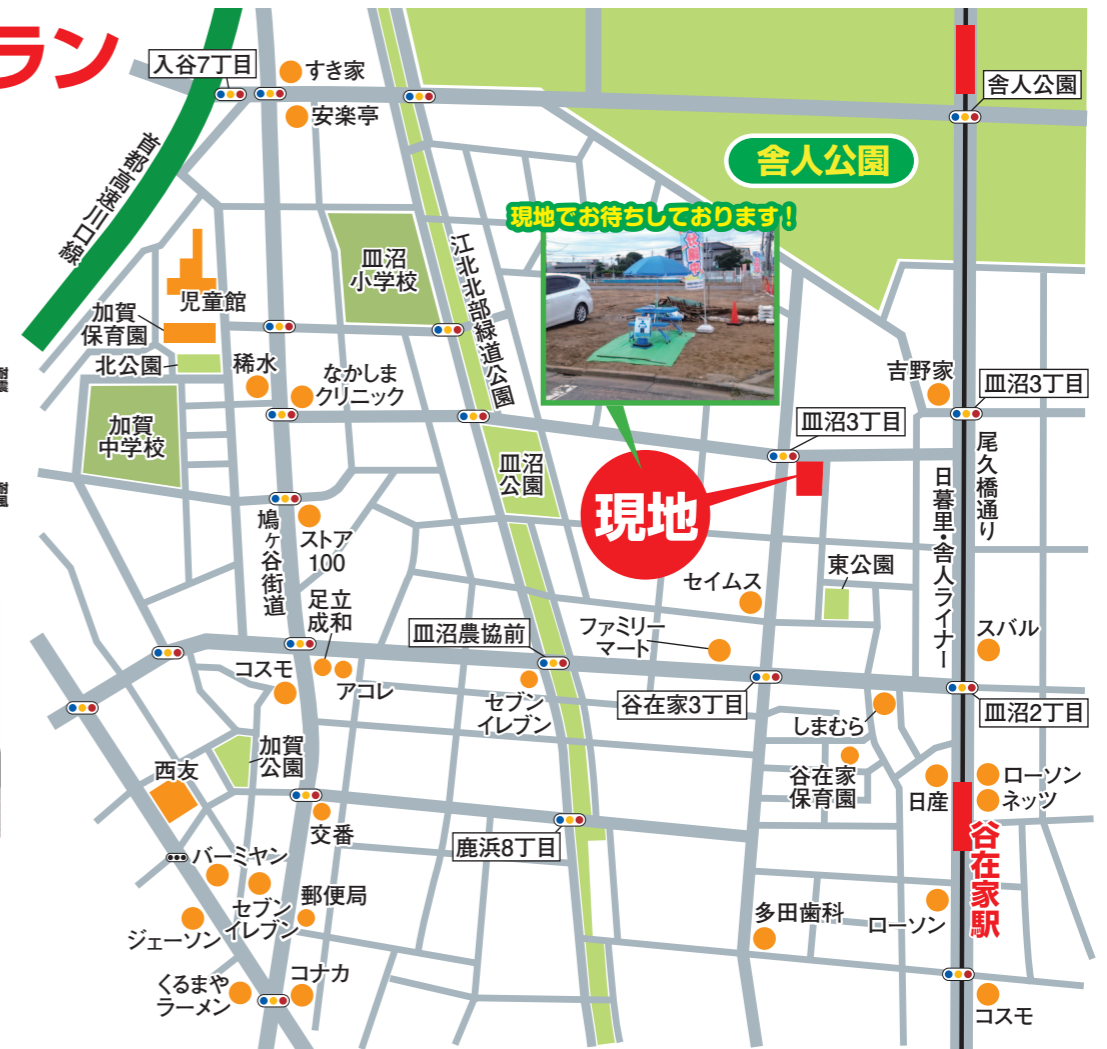 ラン
入谷7丁目
すき家
安楽亭
舎人公園
舎人公園
首都高速川口線
現地でお待ちしております！
皿沼
小学校
江北北部緑道公園
児童館
加賀
保育園
北公園
稀水
なかしま
クリニック
吉野家
皿沼3丁目
皿沼3丁目
加賀
中学校
皿沼
公園
現地
尾久橋通り
日暮里・舎人ライナー
鳩ヶ谷街道
ストア
100
東公園
セイムス
足立
成和
皿沼農協前
ファミリー
マート
スバル
コスモ
アコレ
セブン
イレブン
谷在家3丁目
皿沼2丁目
しまむら
加賀
公園
西友
谷在家
保育園
日産
ローソン
ネッツ
谷在家駅
交番
鹿浜8丁目
バーミヤン
セブン
イレブン
郵便局
ジェーソン
多田歯科
ローソン
くるまや
ラーメン
コナカ
コスモ